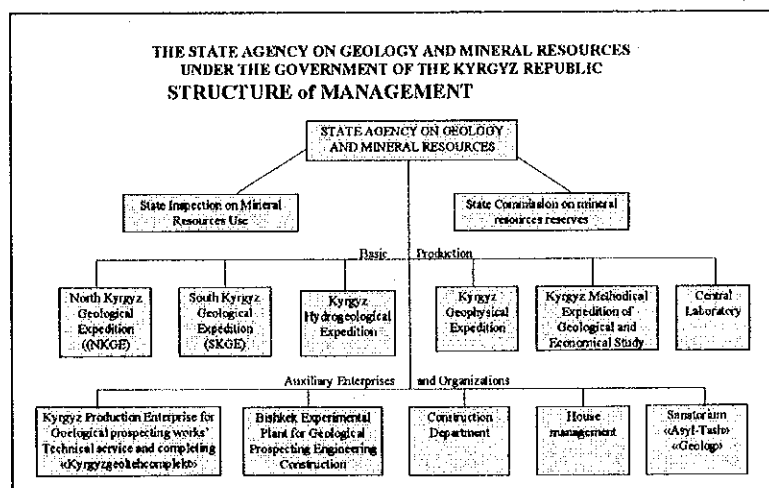 THE STATE AGENCY ON GEOLOGY AND MINERAL RESOURCES
UNDER THE GOVERNMENT OF THE KYRGYZ REPUBLIC
STRUCTURE of MANAGEMENT
STATE AGENCY ON GEOLOGY
AND MINERAL RESOURCES
State Inspection on Mineral
Resources Use
State Commission on mineral
resources reserves
Basic Production
North Kyrgyz
Geological
Expedition
((NKGE)
South Kyrgyz
Geological
Expedition
(SKGE)
Kyrgyz
Hydrogeological
Expedition
Kyrgyz
Geophysical
Expedition
Kyrgyz Methodical
Expedition of
Geological and
Economical Study
Central
Laboratory
Auxiliary Enterprises and Organizations
Kyrgyz Production Enterprise for
Goelogical prospecting works'
Technical service and completing
«Kyrgyzgeoltehcomplekt»
Bishkek Experimental
Plant for Geological
Prospecting Engineering
Construction
Construction
Department
House
management
Sanatorium
«Asyl-Tash»
«Geolog»